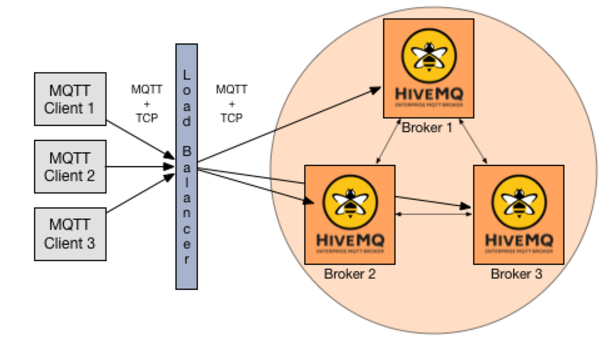 MQTT
Client 1
MQTT
Client 2
MQTT
Client 3
MQTT
+
TCP
Load Balancer
MQTT
+
TCP
HIVEMQ
ENTERPRISE MQTT BROKER
Broker 1
HIVEMQ
ENTERPRISE MQTT BROKER
Broker 2
HIVEMQ
ENTERPRISE MQTT BROKER
Broker 3